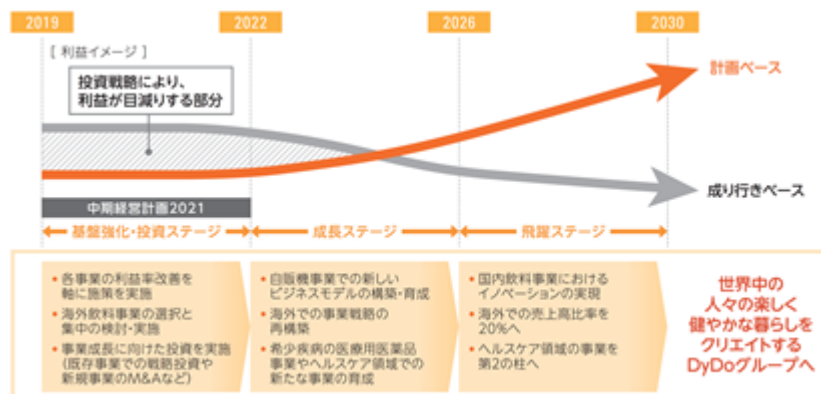 2019
2022
2026
2030
[ 利益イメージ ]
投資戦略により、
利益が目減りする部分
計画ベース
成り行きベース
中期経営計画2021
基盤強化・投資ステージ
成長ステージ
飛躍ステージ
• 各事業の利益率改善を
軸に施策を実施
• 海外飲料事業の選択と
集中の検討・実施
• 事業成長に向けた投資を実施
(既存事業での戦略投資や
新規事業のM&Aなど)
• 自販機事業での新しい
ビジネスモデルの構築・育成
• 海外での事業戦略の
再構築
• 希少疾病の医療用医薬品
事業やヘルスケア領域での
新たな事業の育成
• 国内飲料事業における
イノベーションの実現
• 海外での売上高比率を
20%へ
• ヘルスケア領域の事業を
第2の柱へ
世界中の
人々の楽しく
健やかな暮らしを
クリエイトする
DyDoグループへ